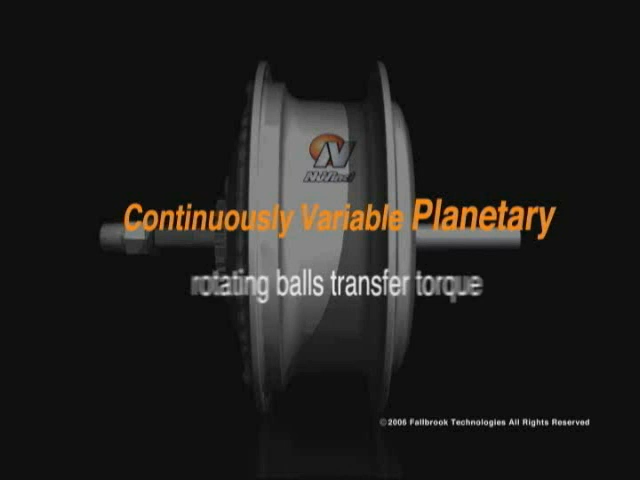 N
NuVinci
Continuously Variable Planetary
rotating balls transfer torque
©2006 Fallbrook Technologies All Rights Reserved